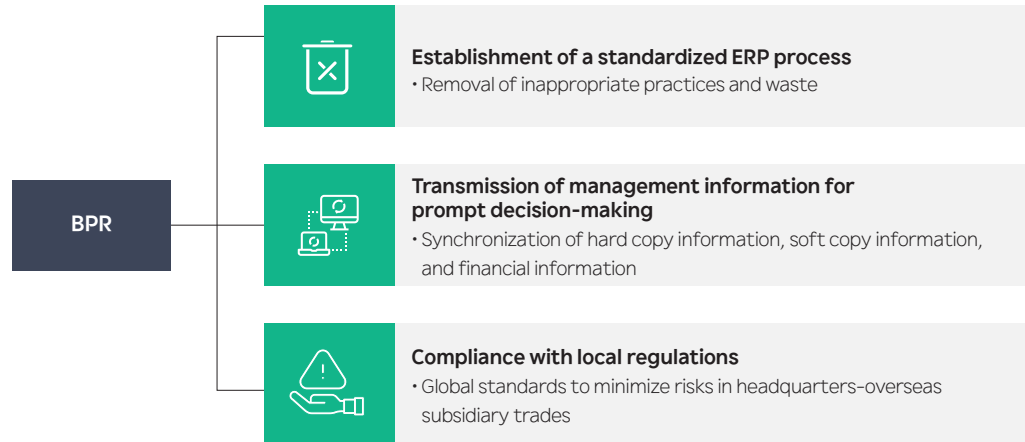 BPR
Establishment of a standardized ERP process
• Removal of inappropriate practices and waste
Transmission of management information for
prompt decision-making
• Synchronization of hard copy information, soft copy information,
and financial information
Compliance with local regulations
• Global standards to minimize risks in headquarters-overseas
subsidiary trades